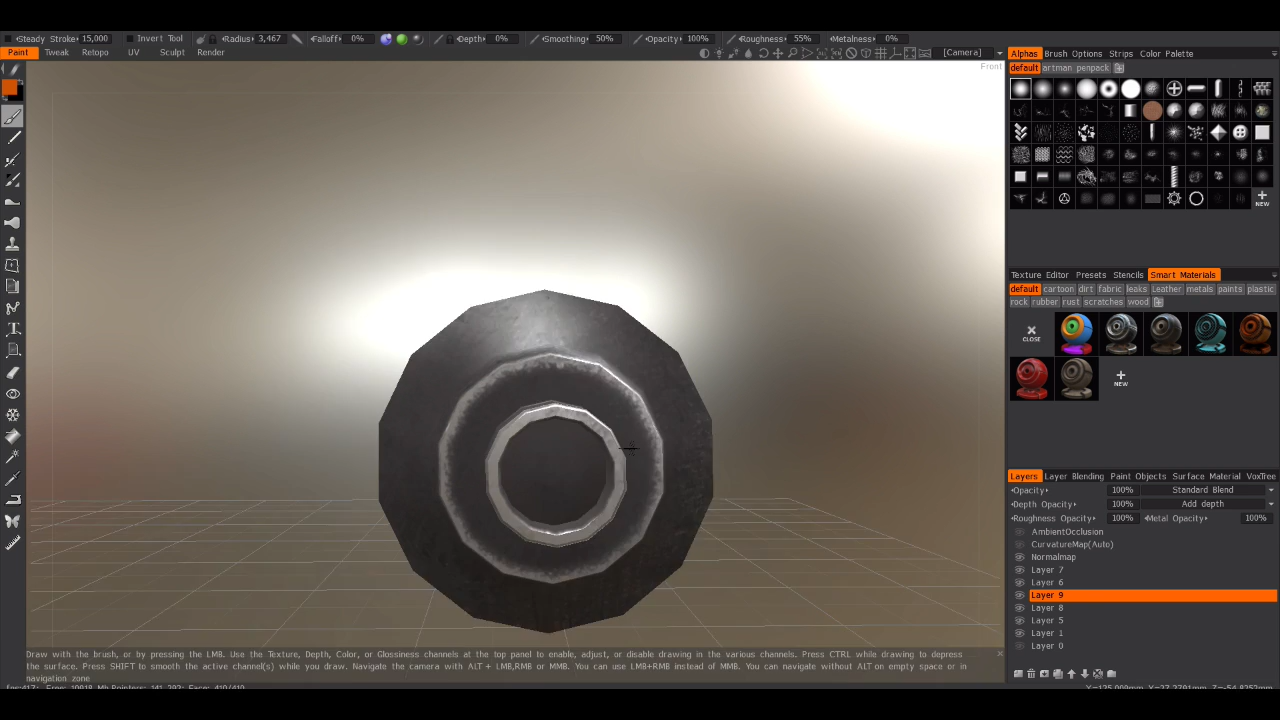 Steady Stroke: 15,000 Invert Tool Radius: 3,467 Falloff: 0% Depth: 0% Smoothing: 50% Opacity: 100% Roughness: 55% Metalness: 0%
Paint Tweak Retopo UV Sculpt Render [Camera]
Front
Alphas Brush Options Strips Color Palette
default artman penpack
NEW
Texture Editor Presets Stencils Smart Materials
default cartoon dirt fabric leaks Leather metals paints plastic
rock rubber rust scratches wood
CLOSE
NEW
Layers Layer Blending Paint Objects Surface Material VoxTree
Opacity 100% Standard Blend
Depth Opacity 100% Add depth
Roughness Opacity 100% Metal Opacity 100%
AmbientOcclusion
CurvatureMap(Auto)
Normalmap
Layer 7
Layer 6
Layer 9
Layer 8
Layer 5
Layer 1
Layer 0
Draw with the brush, or by pressing the LMB. Use the Texture, Depth, Color, or Glossiness channels at the top panel to enable, adjust, or disable drawing in the various channels. Press CTRL while drawing to depress
the surface. Press SHIFT to smooth the active channel(s) while you draw. Navigate the camera with ALT + LMB,RMB or MMB. You can use LMB+RMB instead of MMB. You can navigate without ALT on empty space or in
navigation zone